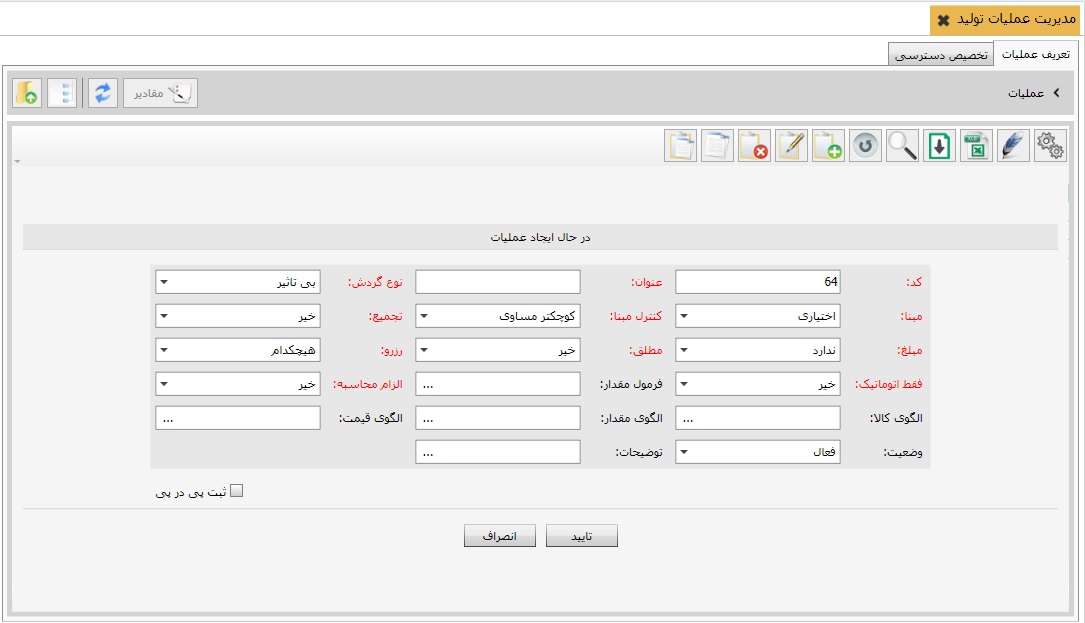 مدیریت عملیات تولید
تعریف عملیات
تخصیص دسترسی
عملیات
مقادیر
در حال ایجاد عملیات
کد: 64 عنوان: نوع گردش: بی تاثیر
مبنا: اختیاری کنترل مبنا: کوچکتر مساوی تجمیع: خیر
مبلغ: ندارد مطلق: خیر رزرو: هیچکدام
فقط اتوماتیک: خیر فرمول مقدار: ... الزام محاسبه: خیر
الگوی کالا: ... الگوی مقدار: ... الگوی قیمت: ...
وضعیت: فعال توضیحات: ...
ثبت پی در پی
تایید انصراف